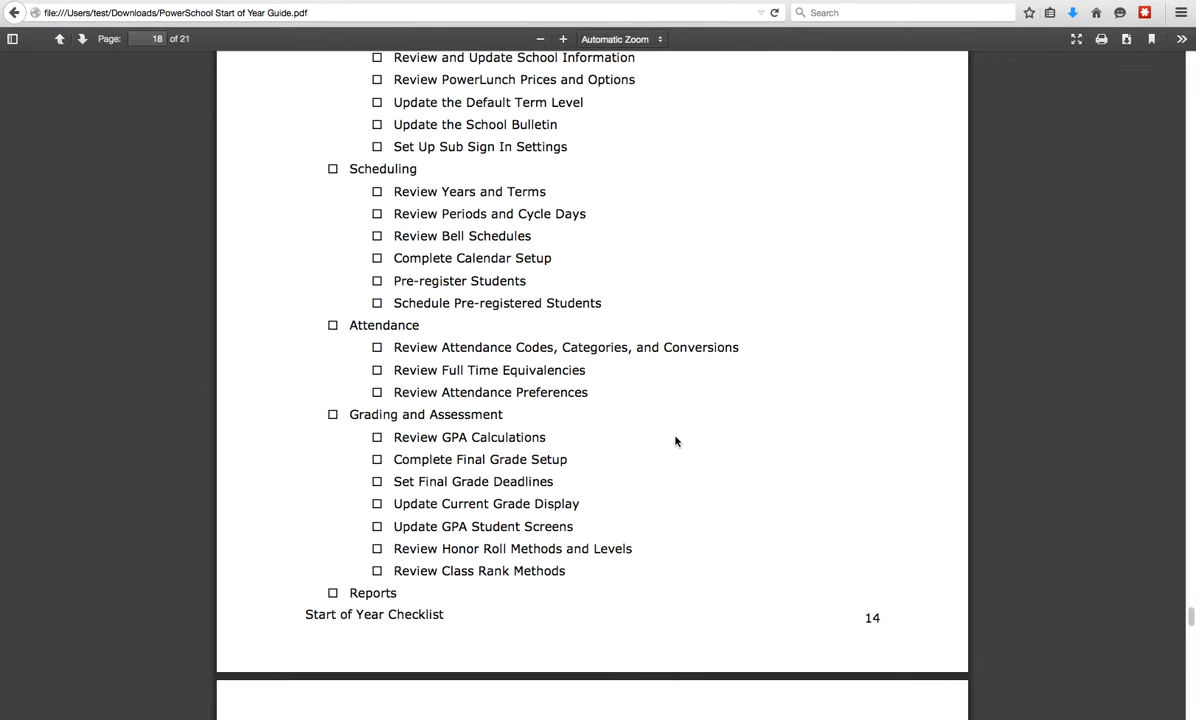 file:///Users/test/Downloads/PowerSchool Start of Year Guide.pdf
Search
Page: 18 of 21
Automatic Zoom
Review and Update School Information
Review PowerLunch Prices and Options
Update the Default Term Level
Update the School Bulletin
Set Up Sub Sign In Settings
Scheduling
Review Years and Terms
Review Periods and Cycle Days
Review Bell Schedules
Complete Calendar Setup
Pre-register Students
Schedule Pre-registered Students
Attendance
Review Attendance Codes, Categories, and Conversions
Review Full Time Equivalencies
Review Attendance Preferences
Grading and Assessment
Review GPA Calculations
Complete Final Grade Setup
Set Final Grade Deadlines
Update Current Grade Display
Update GPA Student Screens
Review Honor Roll Methods and Levels
Review Class Rank Methods
Reports
Start of Year Checklist
14